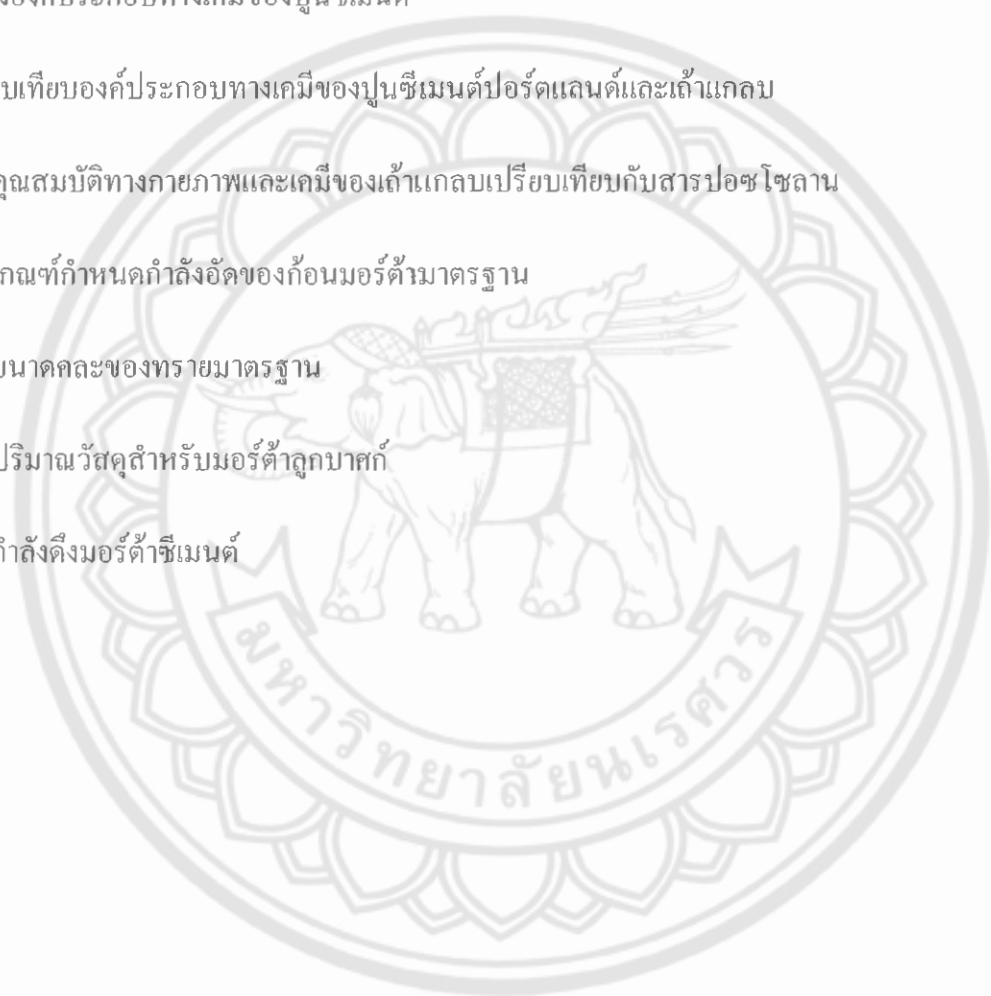 องค์ประกอบทางเคมีของปูนซีเมนต์
บเทียบองค์ประกอบทางเคมีของปูนซีเมนต์ปอร์ตแลนด์และเถ้าแกลบ
คุณสมบัติทางกายภาพและเคมีของเถ้าแกลบเปรียบเทียบกับสารปอซโซลาน
กณฑ์กำหนดกำลังอัดของก้อนมอร์ต้ามาตรฐาน
ขนาดคละของทรายมาตรฐาน
ปริมาณวัสดุสำหรับมอร์ต้าลูกบาศก์
กำลังดึงมอร์ต้าซีเมนต์
มหาวิทยาลัยนเรศวร